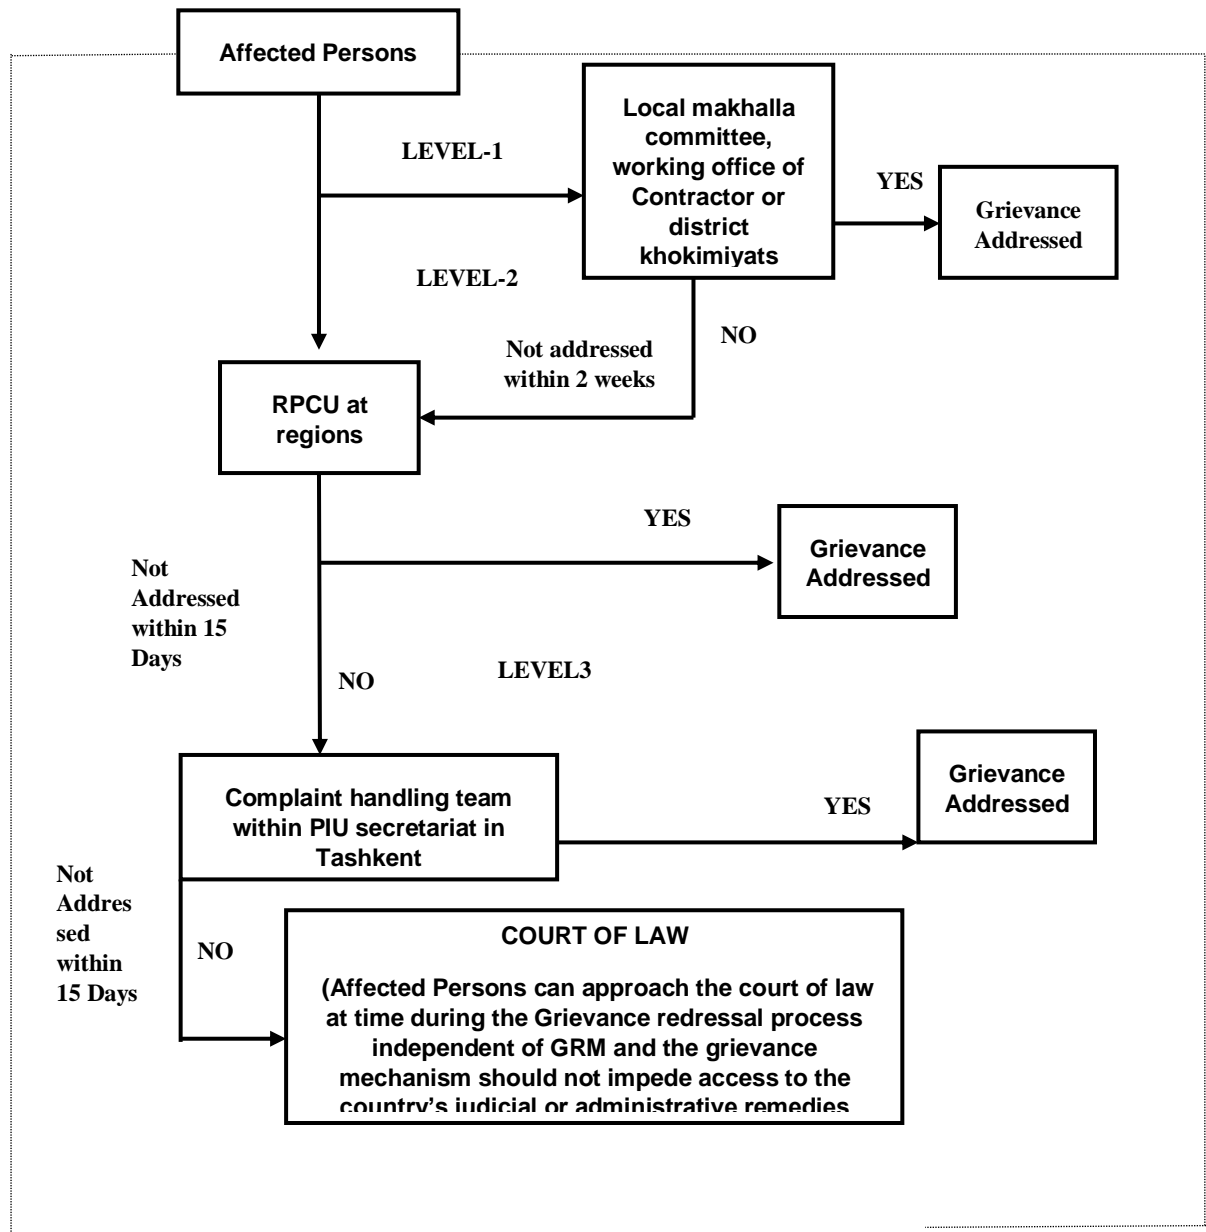 Affected Persons
LEVEL-1
Local makhalla
committee,
working office of
Contractor or
district
khokimiyats
YES
Grievance
Addressed
LEVEL-2
NO
Not addressed
within 2 weeks
RPCU at
regions
YES
Grievance
Addressed
Not
Addressed
within 15
Days
NO
LEVEL3
Complaint handling team
within PIU secretariat in
Tashkent
YES
Grievance
Addressed
Not
Addres
sed
within
15 Days
NO
COURT OF LAW
(Affected Persons can approach the court of law
at time during the Grievance redressal process
independent of GRM and the grievance
mechanism should not impede access to the
country's judicial or administrative remedies